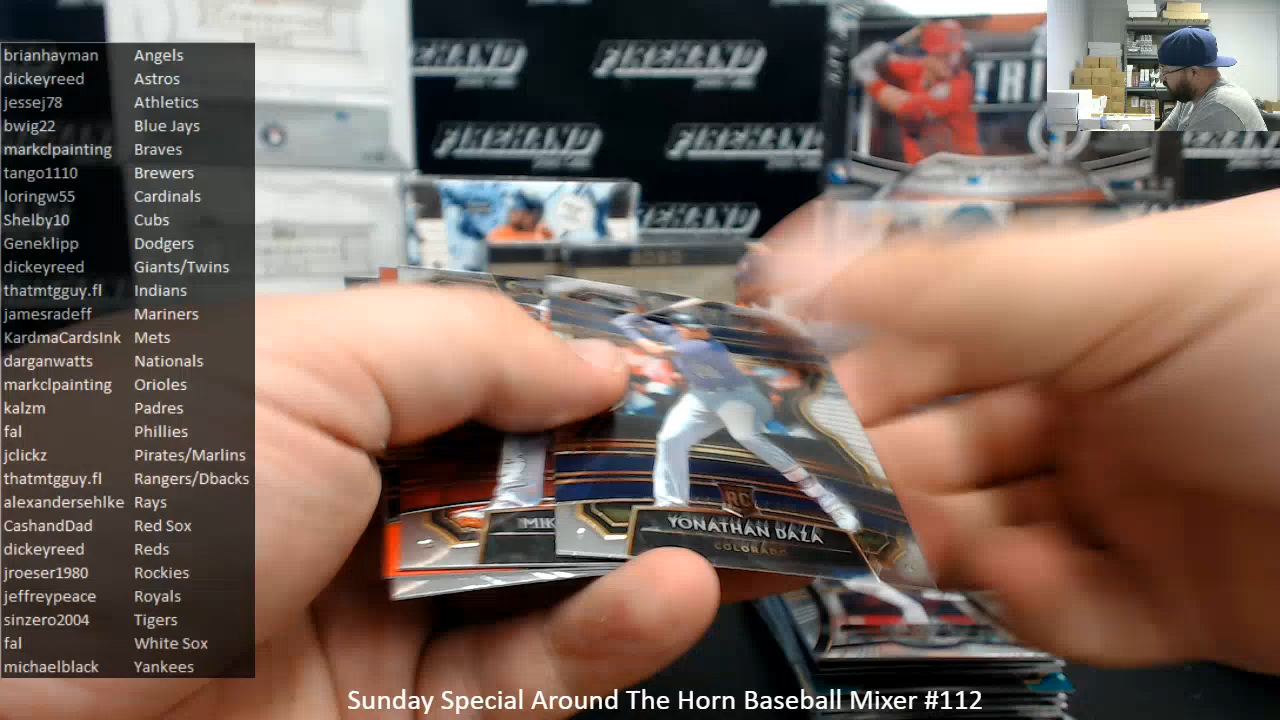 brianhayman Angels
dickeyreed Astros
jessej78 Athletics
bwig22 Blue Jays
markclpainting Braves
tango1110 Brewers
loringw55 Cardinals
Shelby10 Cubs
Geneklipp Dodgers
dickeyreed Giants/Twins
thatmtgguy.fl Indians
jamesradeff Mariners
KardmaCardsInk Mets
darganwatts Nationals
markclpainting Orioles
kalzm Padres
fal Phillies
jclickz Pirates/Marlins
thatmtgguy.fl Rangers/Dbacks
alexandersehlke Rays
CashandDad Red Sox
dickeyreed Reds
jroeser1980 Rockies
jeffreypeace Royals
sinzero2004 Tigers
fal White Sox
michaelblack Yankees
FIREHAND
FIREHAND
FIREHAND
FIREHAND
FIREHAND
TRI
RC
MIK
YONATHAN DAZA
COLORADO
Sunday Special Around The Horn Baseball Mixer #112